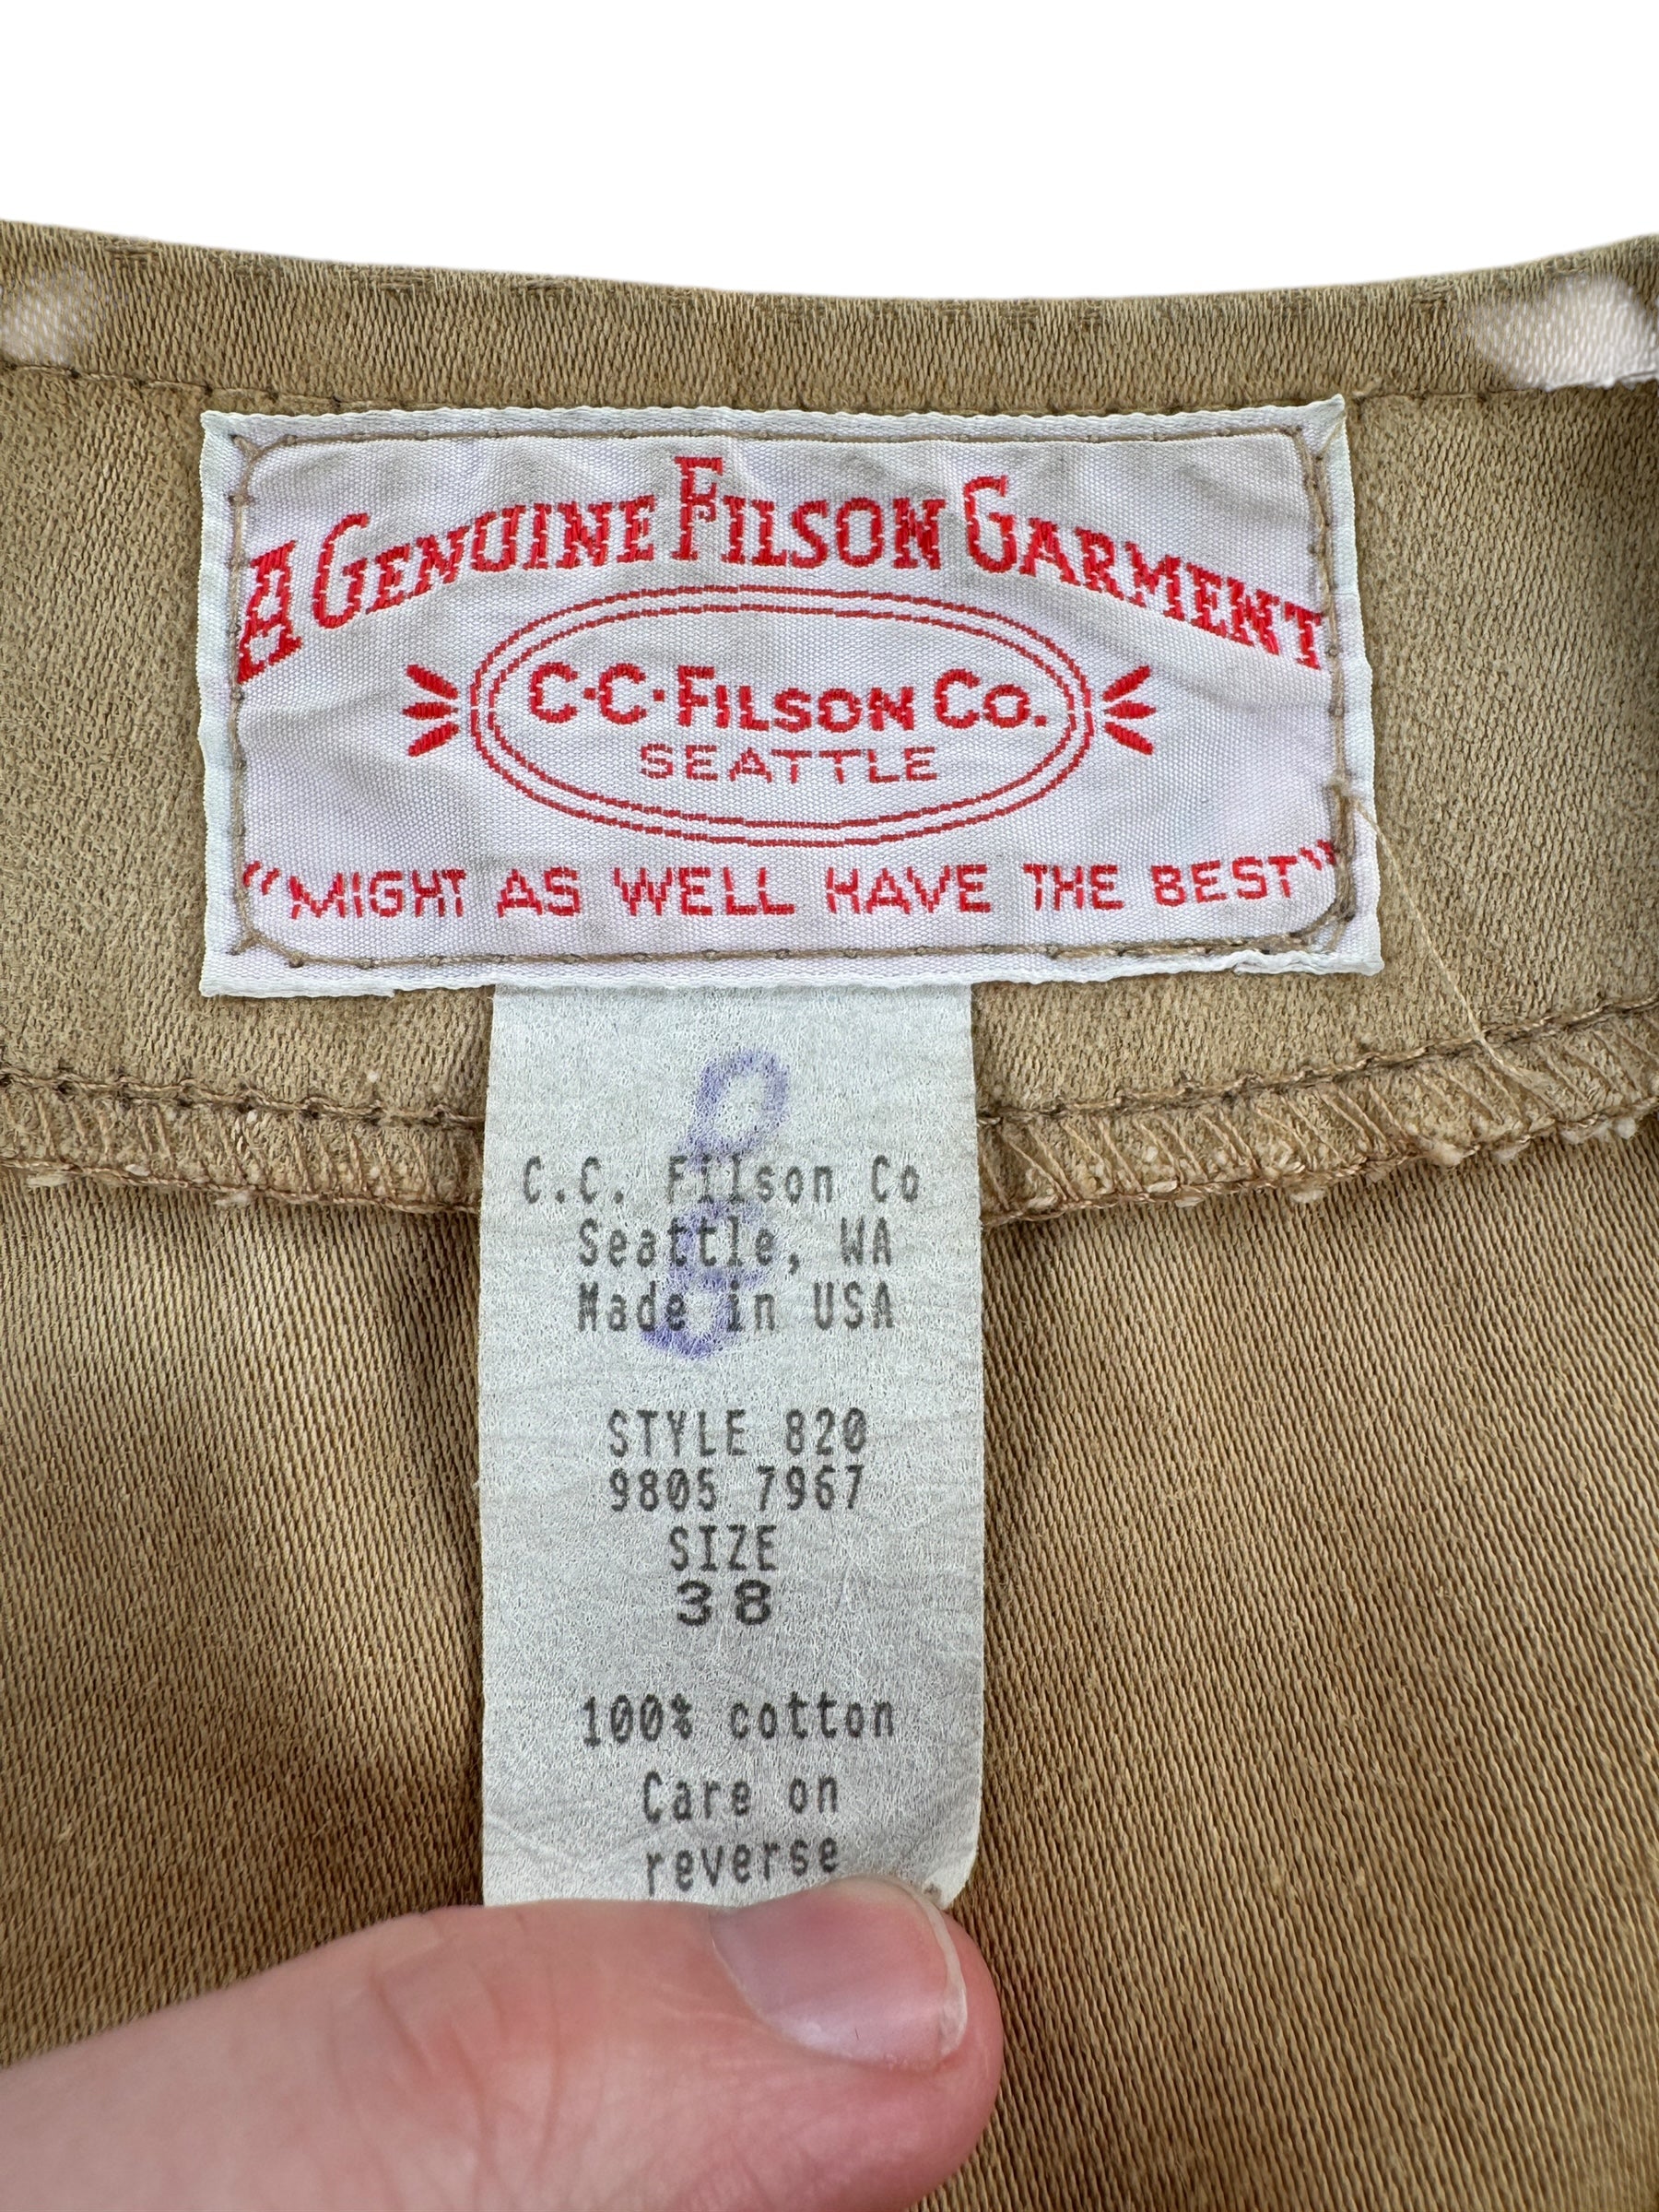 A GENUINE FILSON GARMENT
C·C·FILSON CO.
SEATTLE
"MIGHT AS WELL HAVE THE BEST"
C.C. Filson Co
Seattle, WA
Made in USA
STYLE 820
9805 7967
SIZE
38
100% cotton
Care on
reverse